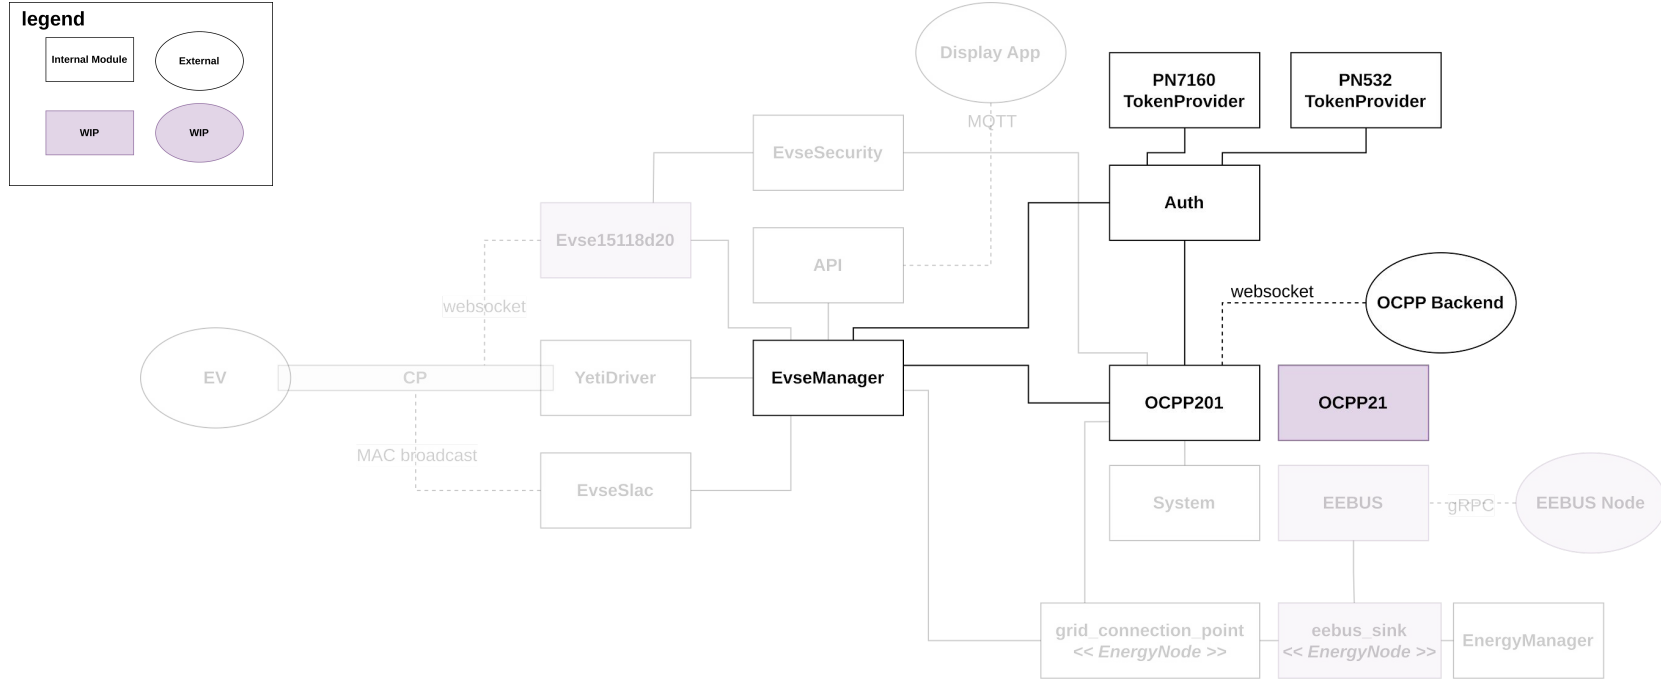 legend
Internal Module
External
WIP
WIP
Display App
MQTT
PN7160
TokenProvider
PN532
TokenProvider
EvseSecurity
Auth
Evse15118d20
API
websocket
websocket
OCPP Backend
EV
CP
YetiDriver
EvseManager
OCPP201
OCPP21
MAC broadcast
EvseSlac
System
EEBUS
gRPC
EEBUS Node
grid_connection_point
<< EnergyNode >>
eebus_sink
<< EnergyNode >>
EnergyManager